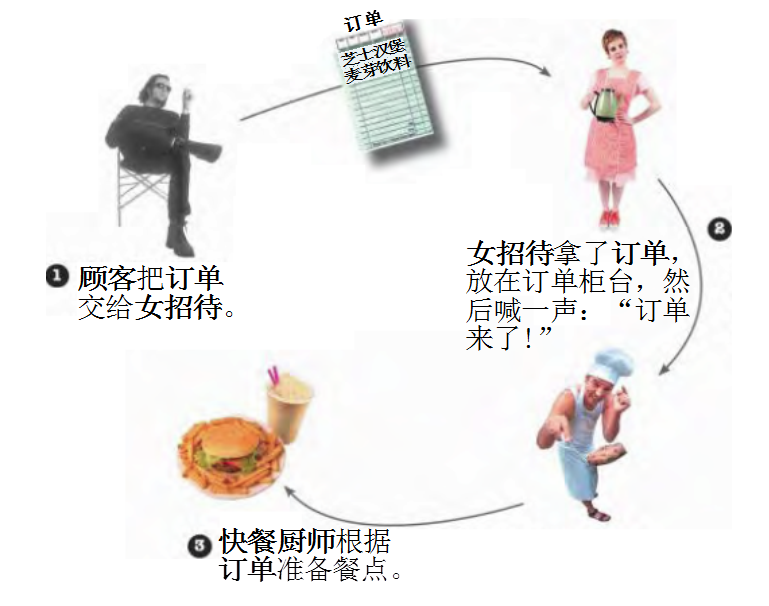 订单
芝士汉堡
麦芽饮料
1 顾客把订单
交给女招待。
2
女招待拿了订单，
放在订单柜台，然
后喊一声：“订单
来了!”
3 快餐厨师根据
订单准备餐点。